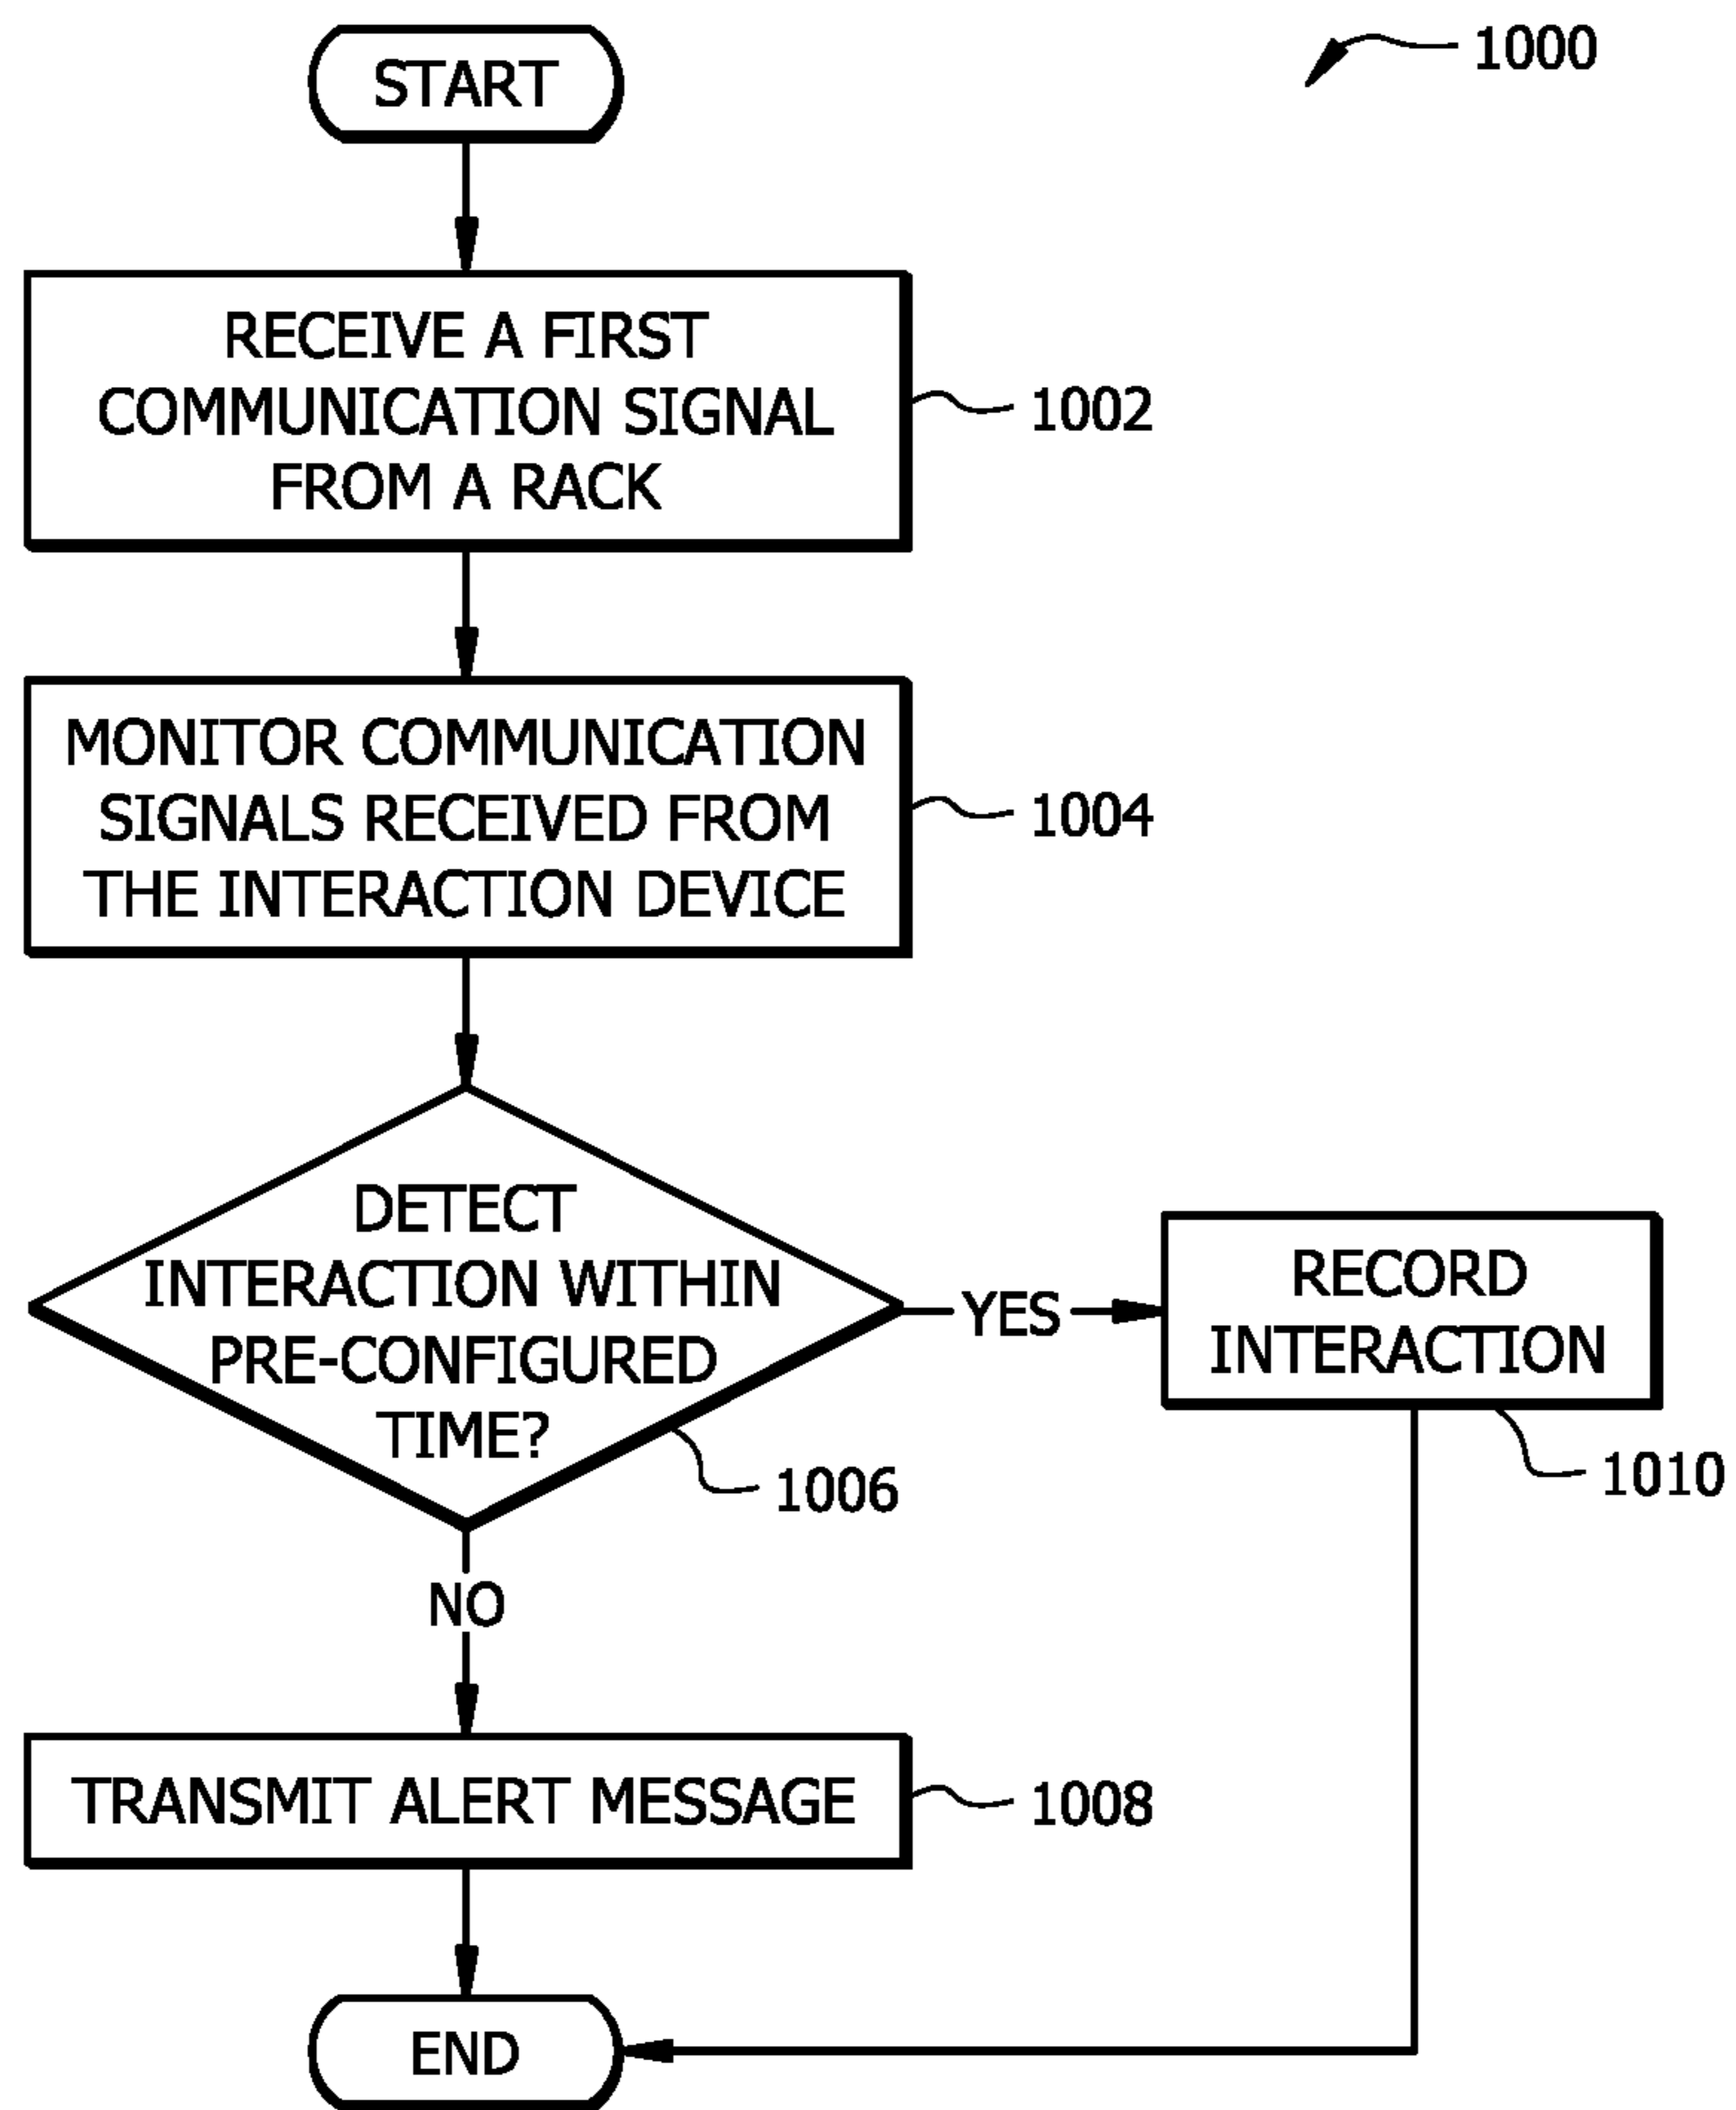 START
1000
RECEIVE A FIRST
COMMUNICATION SIGNAL
FROM A RACK
1002
MONITOR COMMUNICATION
SIGNALS RECEIVED FROM
THE INTERACTION DEVICE
1004
DETECT
INTERACTION WITHIN
PRE-CONFIGURED
TIME?
1006
YES
RECORD
INTERACTION
1010
NO
TRANSMIT ALERT MESSAGE
1008
END